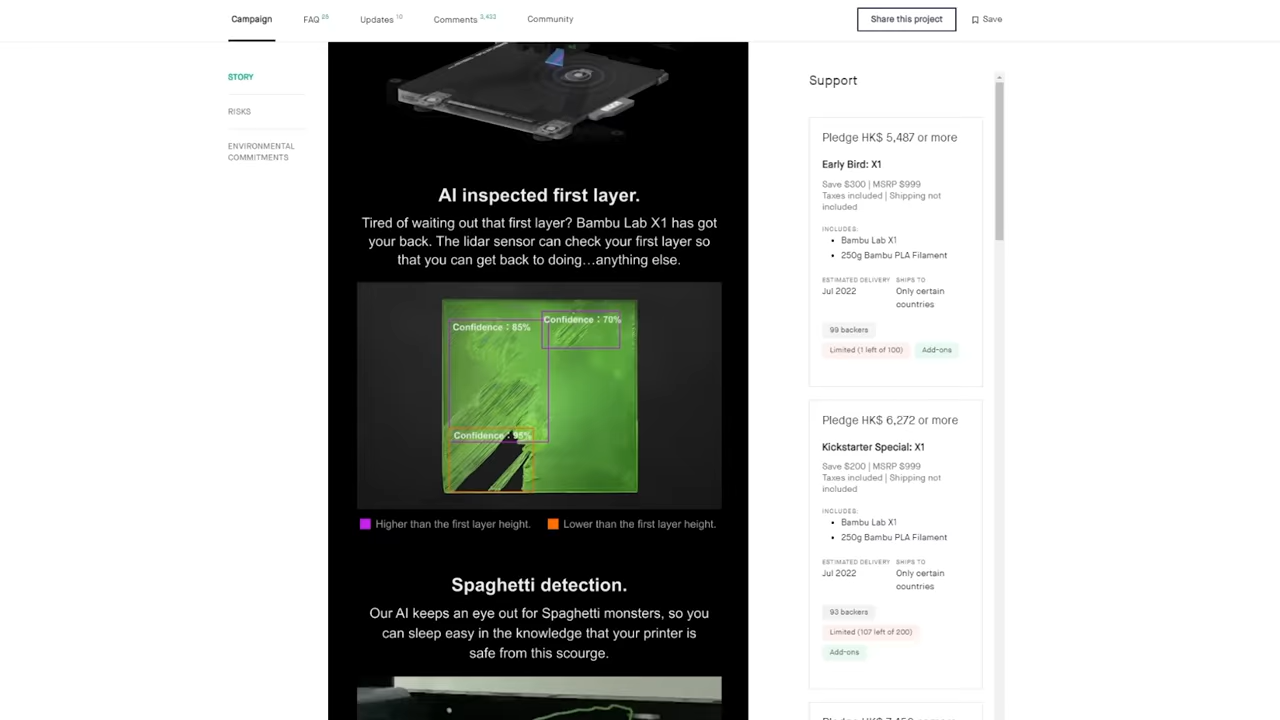 Campaign
FAQ 25
Updates 10
Comments 3,433
Community
Share this project
Save
STORY
RISKS
ENVIRONMENTAL
COMMITMENTS
AI inspected first layer.
Tired of waiting out that first layer? Bambu Lab X1 has got
your back. The lidar sensor can check your first layer so
that you can get back to doing…anything else.
Confidence：85%
Confidence：70%
Confidence：95%
Higher than the first layer height.
Lower than the first layer height.
Spaghetti detection.
Our AI keeps an eye out for Spaghetti monsters, so you
can sleep easy in the knowledge that your printer is
safe from this scourge.
Support
Pledge HK$ 5,487 or more
Early Bird: X1
Save $300 | MSRP $999
Taxes included | Shipping not
included
INCLUDES:
• Bambu Lab X1
• 250g Bambu PLA Filament
ESTIMATED DELIVERY SHIPS TO
Jul 2022 Only certain
countries
99 backers
Limited (1 left of 100) Add-ons
Pledge HK$ 6,272 or more
Kickstarter Special: X1
Save $200 | MSRP $999
Taxes included | Shipping not
included
INCLUDES:
• Bambu Lab X1
• 250g Bambu PLA Filament
ESTIMATED DELIVERY SHIPS TO
Jul 2022 Only certain
countries
93 backers
Limited (107 left of 200)
Add-ons